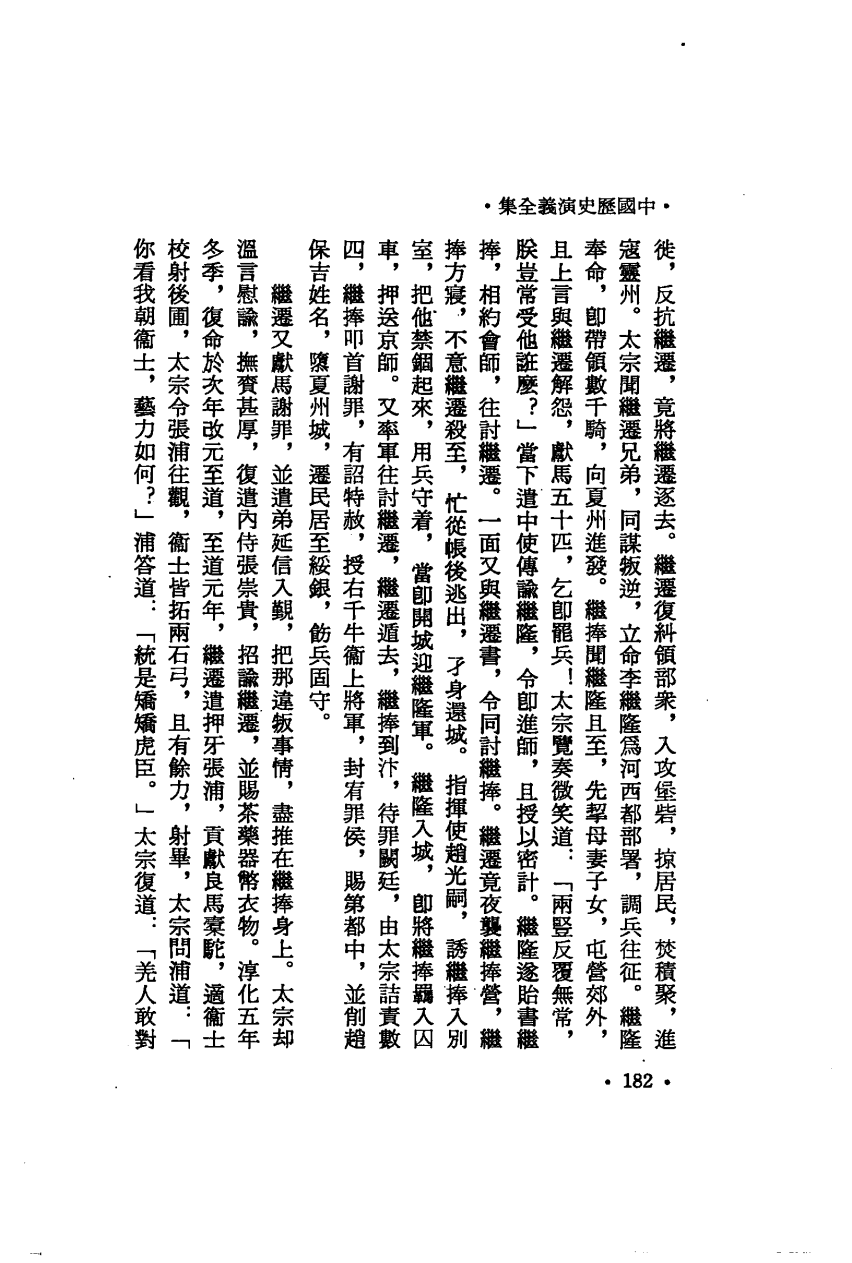 •中國歷史演義全集•
徙，反抗繼遷，竟將繼遷逐去。繼遷復糾領部衆，入攻堡砦，掠居民，焚積聚，進
寇靈州。太宗聞繼遷兄弟，同謀叛逆，立命李繼隆爲河西都部署，調兵往征。繼隆
奉命，卽帶領數千騎，向夏州進發。繼捧聞繼隆且至，先挈母妻子女，屯營郊外，
且上言與繼遷解怨，獻馬五十匹，乞卽罷兵！太宗覽奏微笑道：「兩豎反覆無常，
朕豈常受他誑麼？」當下遣中使傳諭繼隆，令卽進師，且授以密計。繼隆遂貽書繼
捧，相約會師，往討繼遷。一面又與繼遷書，令同討繼捧。繼遷竟夜襲繼捧營，繼
捧方寢，不意繼遷殺至，忙從帳後逃出，孑身還城。指揮使趙光嗣，誘繼捧入別
室，把他禁錮起來，用兵守着，當卽開城迎繼隆軍。繼隆入城，卽將繼捧羈入囚
車，押送京師。又率軍往討繼遷，繼遷遁去，繼捧到汴，待罪闕廷，由太宗詰責數
四，繼捧叩首謝罪，有詔特赦，授右千牛衞上將軍，封宥罪侯，賜第都中，並削趙
保吉姓名，隳夏州城，遷民居至綏銀，飭兵固守。
繼遷又獻馬謝罪，並遣弟延信入覲，把那違叛事情，盡推在繼捧身上。太宗却
溫言慰諭，撫賚甚厚，復遣內侍張崇貴，招諭繼遷，並賜茶藥器幣衣物。淳化五年
冬季，復命於次年改元至道，至道元年，繼遷遣押牙張浦，貢獻良馬槖駝，適衞士
校射後圃，太宗令張浦往觀，衞士皆拓兩石弓，且有餘力，射畢，太宗問浦道：「
你看我朝衞士，藝力如何？」浦答道：「統是矯矯虎臣。」太宗復道：「羌人敢對
•182•